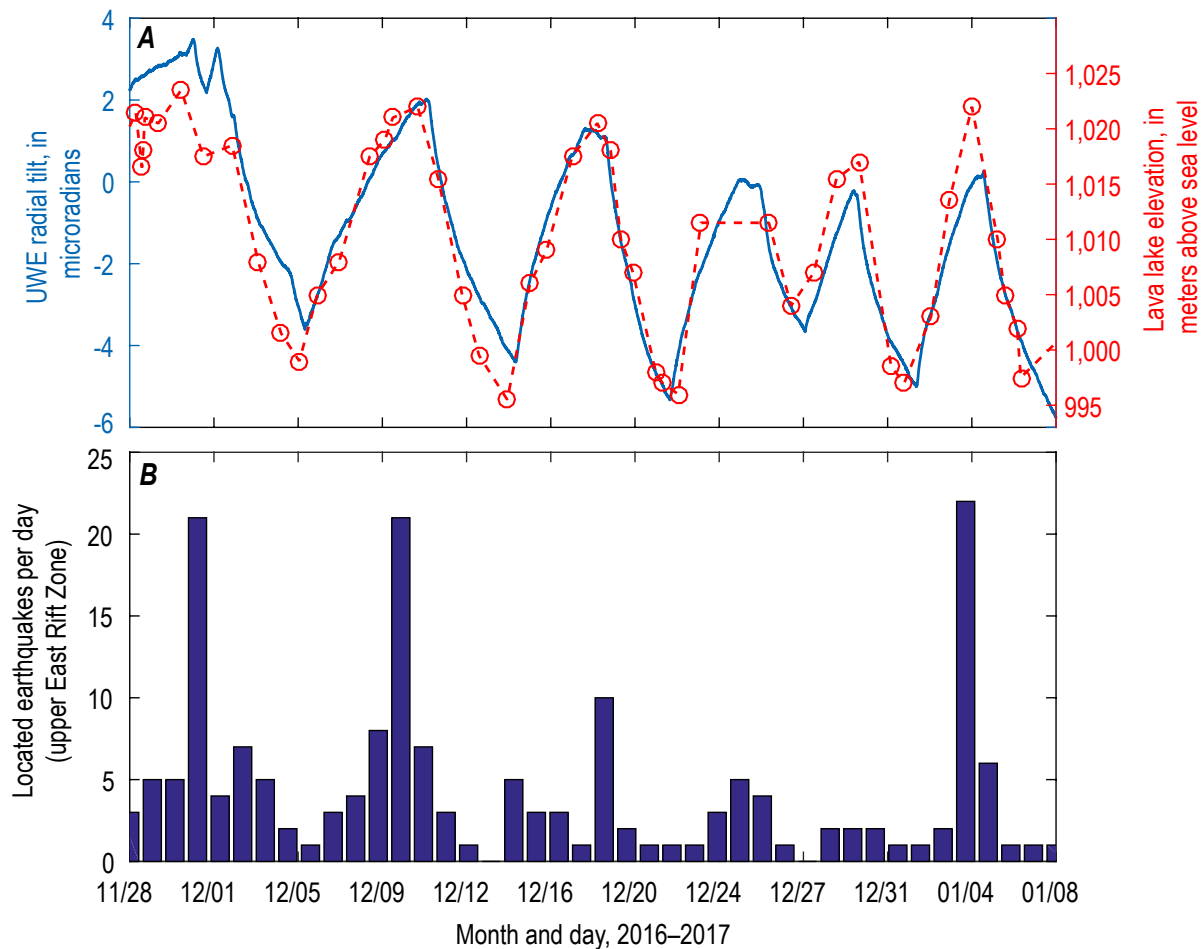 A
4
2
0
-2
-4
-6
UWE radial tilt, in
microradians
1,025
1,020
1,015
1,010
1,005
1,000
995
Lava lake elevation, in
meters above sea level
B
25
20
15
10
5
0
Located earthquakes per day
(upper East Rift Zone)
11/28 12/01 12/05 12/09 12/12 12/16 12/20 12/24 12/27 12/31 01/04 01/08
Month and day, 2016–2017